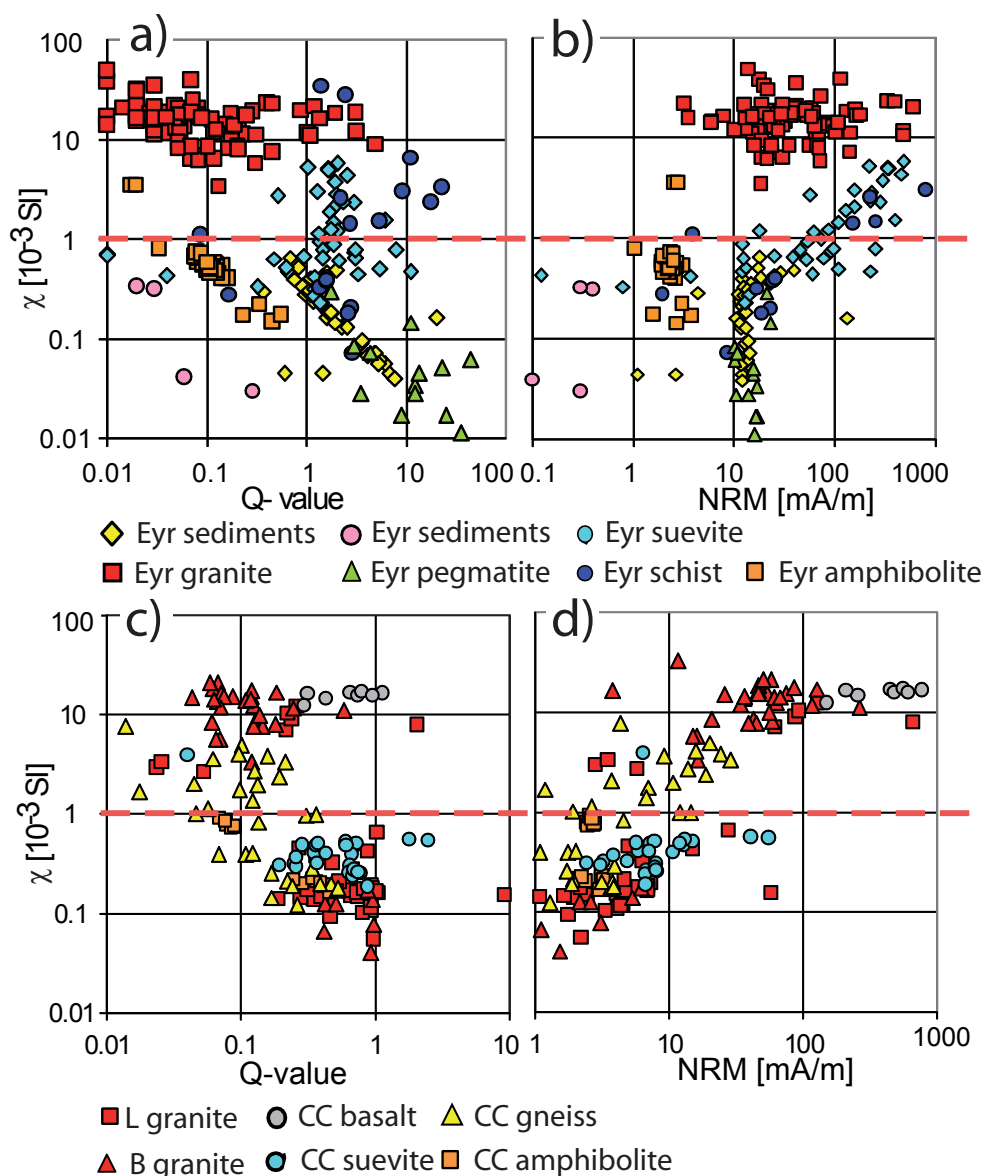 a)
b)
100
10
1
0.1
0.01
χ [10⁻³ SI]
0.01 0.1 1 10 100
0.1 1 10 100 1000
Q- value
NRM [mA/m]
Eyr sediments Eyr sediments Eyr suevite
Eyr granite Eyr pegmatite Eyr schist Eyr amphibolite
c)
d)
100
10
1
0.1
0.01
χ [10⁻³ SI]
0.01 0.1 1 10
1 10 100 1000
Q-value
NRM [mA/m]
L granite CC basalt CC gneiss
B granite CC suevite CC amphibolite